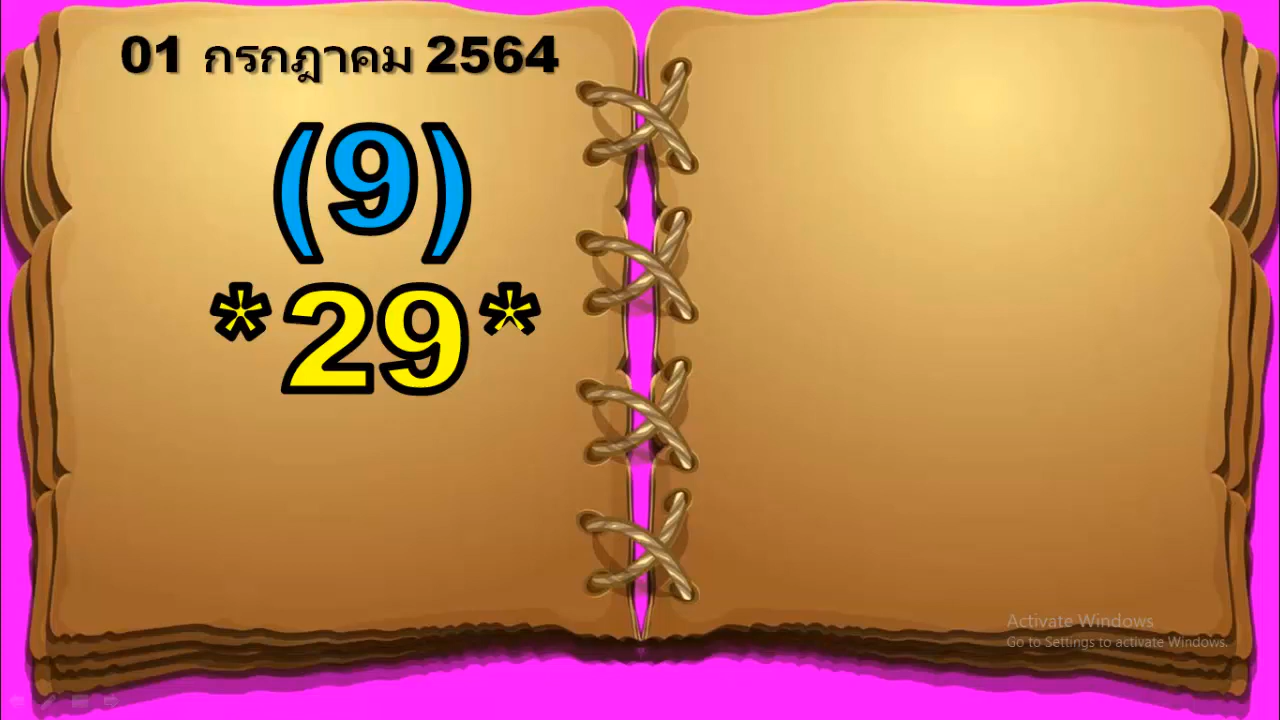 01 กรกฎาคม 2564
(9)
*29*
Activate Windows
Go to Settings to activate Windows.